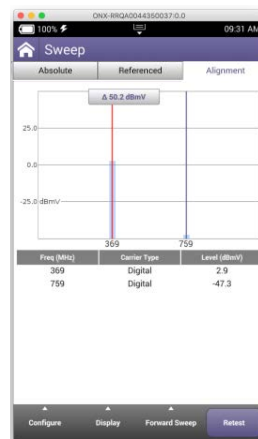 ONX-RRQA0044350037:0.0
100%
09:31 AM
Sweep
Absolute Referenced Alignment
Δ 50.2 dBmV
25.0
0.0
-25.0 dBmV
369 759
Freq (MHz) Carrier Type Level (dBmV)
369 Digital 2.9
759 Digital -47.3
Configure Display Forward Sweep Retest